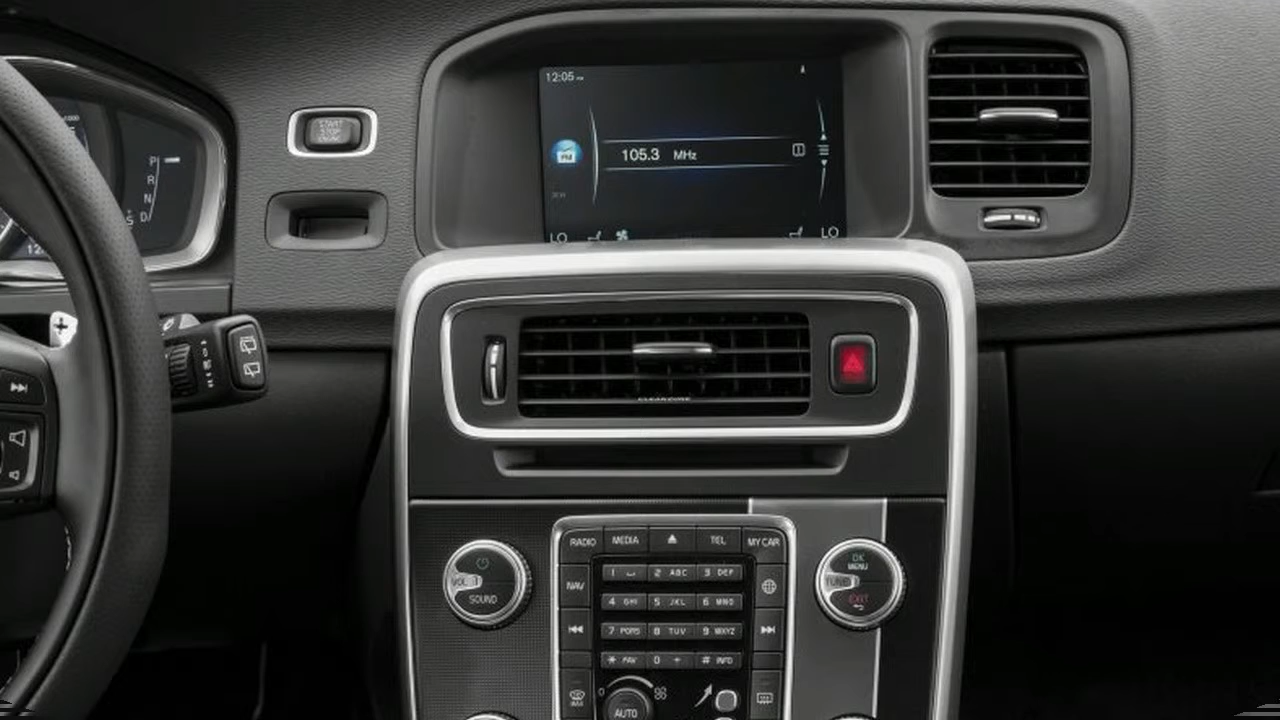 12:05
105.3 MHz
FM
LO LO
START
STOP
ENGINE
P
R
N
D
S
RADIO MEDIA TEL MY CAR
NAV
1 2 ABC 3 DEF
4 GHI 5 JKL 6 MNO
7 PQRS 8 TUV 9 WXYZ
* FAV 0 + # INFO
VOL
SOUND
OK
MENU
TUNE
EXIT
0
AUTO